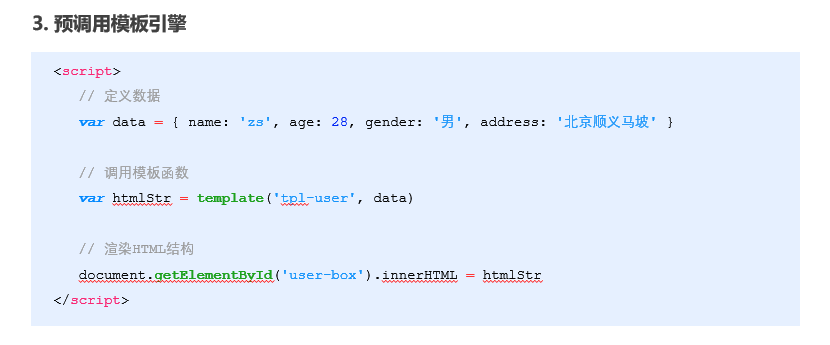 3. 预调用模板引擎
<script>
// 定义数据
var data = { name: 'zs', age: 28, gender: '男', address: '北京顺义马坡' }
// 调用模板函数
var htmlStr = template('tpl-user', data)
// 渲染HTML结构
document.getElementById('user-box').innerHTML = htmlStr
</script>